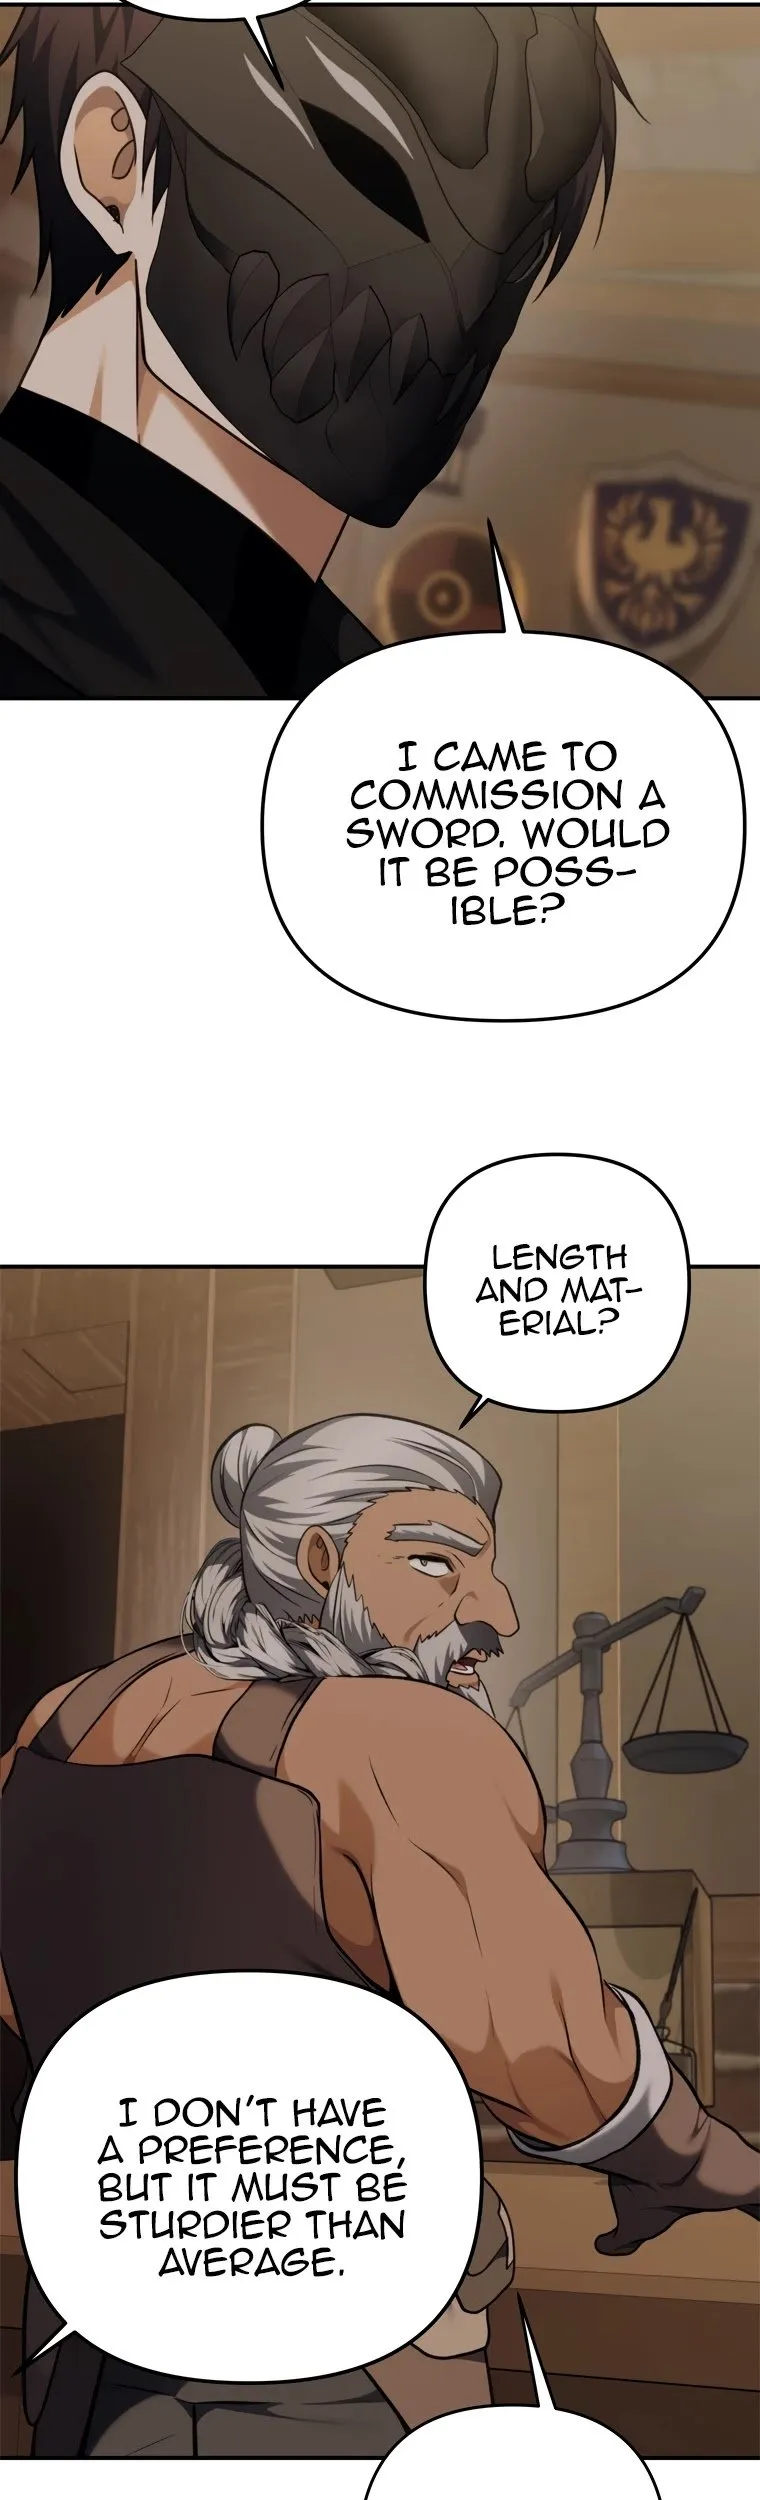 I CAME TO
COMMISSION A
SWORD. WOULD
IT BE POSS-
IBLE?
LENGTH
AND MAT-
ERIAL?
I DON'T HAVE
A PREFERENCE,
BUT IT MUST BE
STURDIER THAN
AVERAGE.